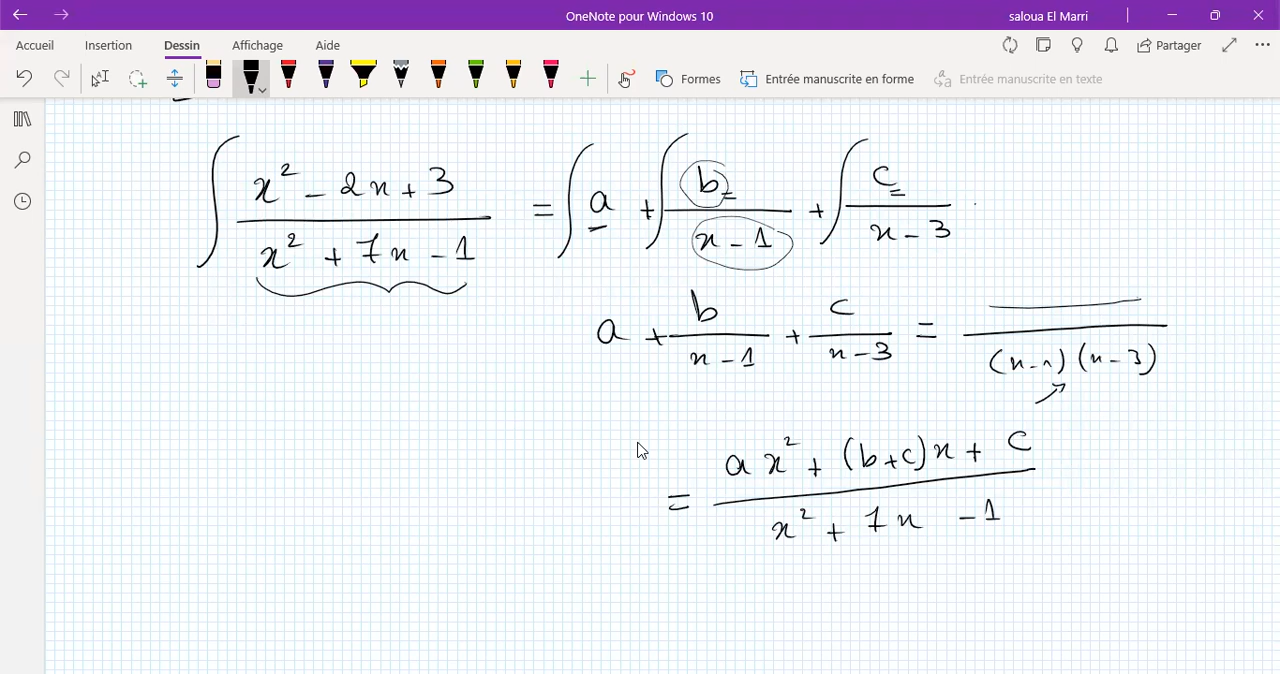 OneNote pour Windows 10
saloua El Marri
Accueil Insertion Dessin Affichage Aide
Partager
Formes Entrée manuscrite en forme Entrée manuscrite en texte
∫ (x² - 2x + 3)/(x² + 7x - 1) = ∫ a + ∫ b/(x - 1) + ∫ c/(x - 3)
a + b/(x - 1) + c/(x - 3) = ‾/((x - 1)(x - 3))
= (a x² + (b+c)x + c)/(x² + 7x - 1)